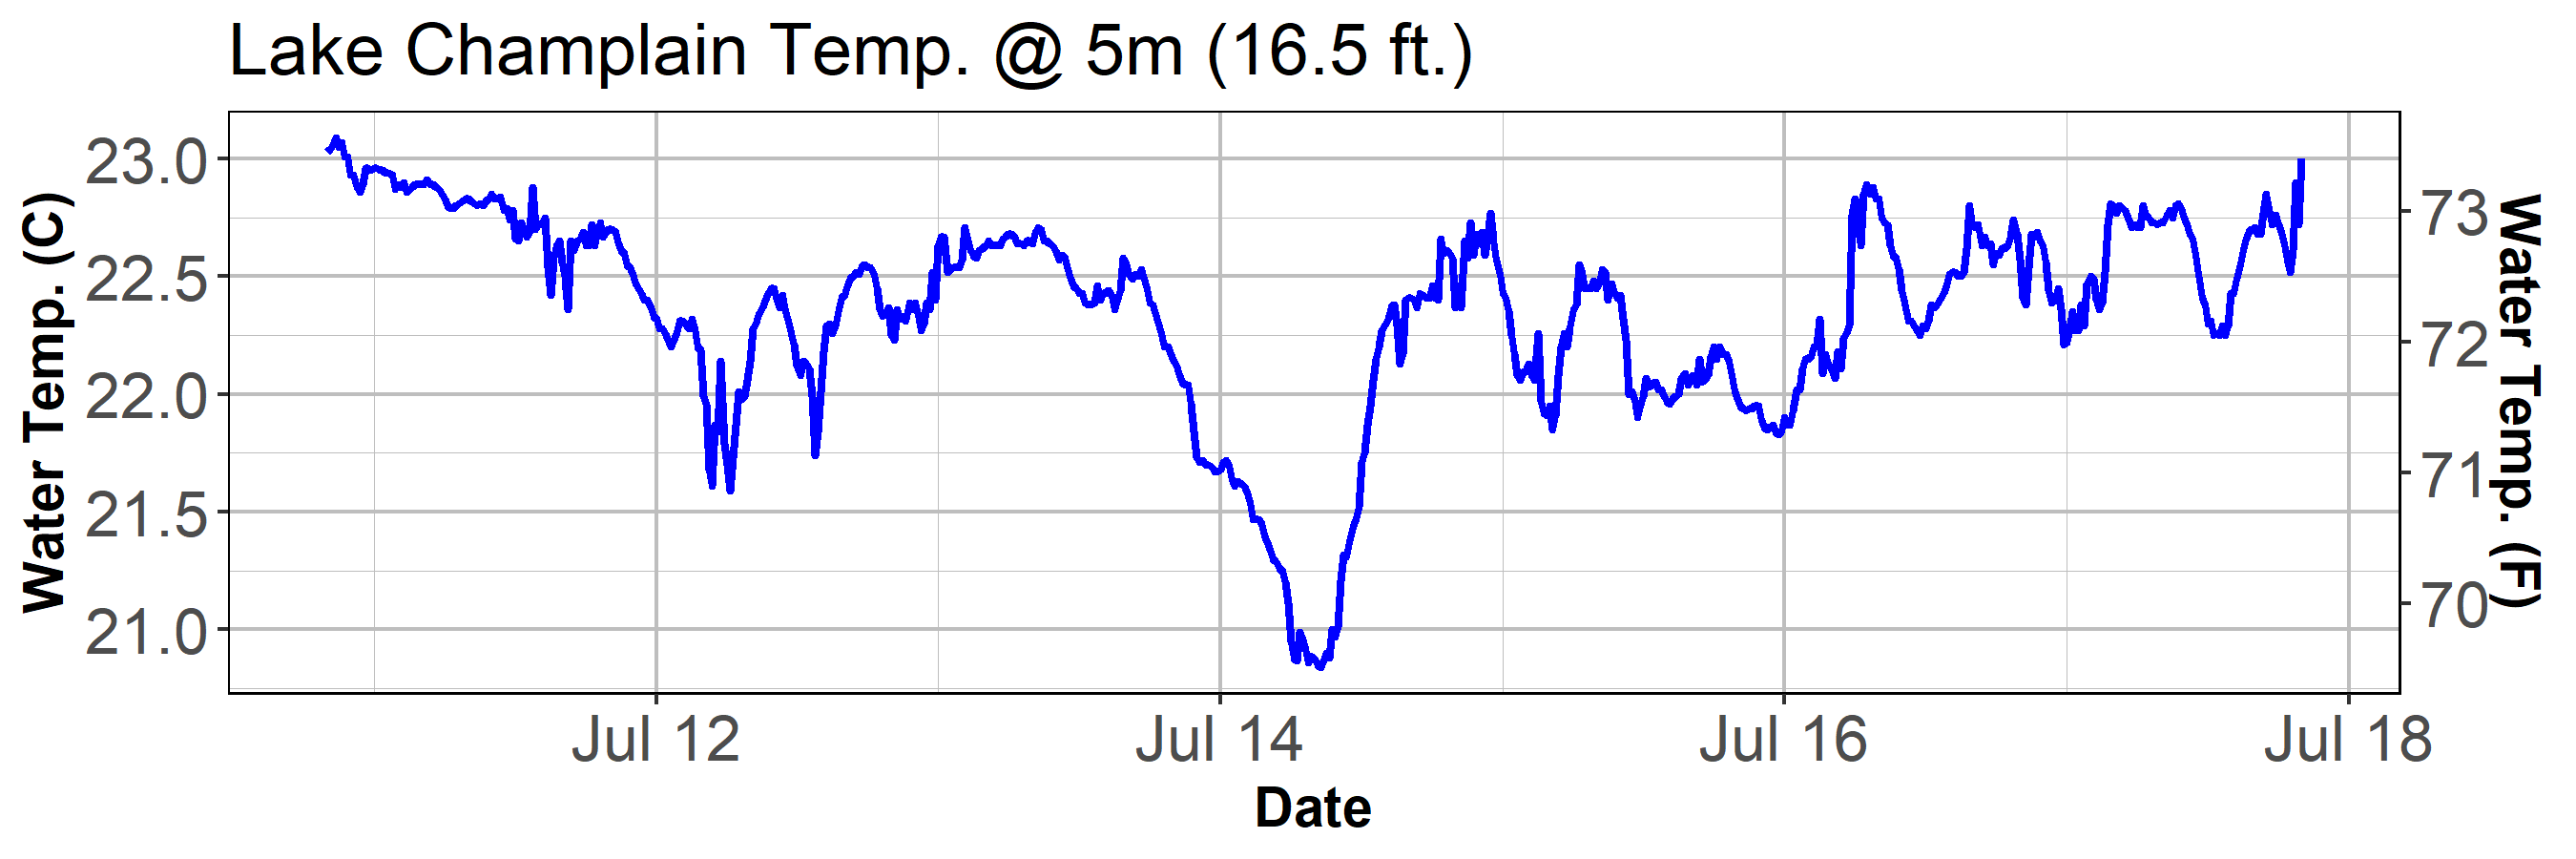 Lake Champlain Temp. @ 5m (16.5 ft.)
Water Temp. (C)
23.0
22.5
22.0
21.5
21.0
73
72
71
70
Water Temp. (F)
Jul 12
Jul 14
Jul 16
Jul 18
Date